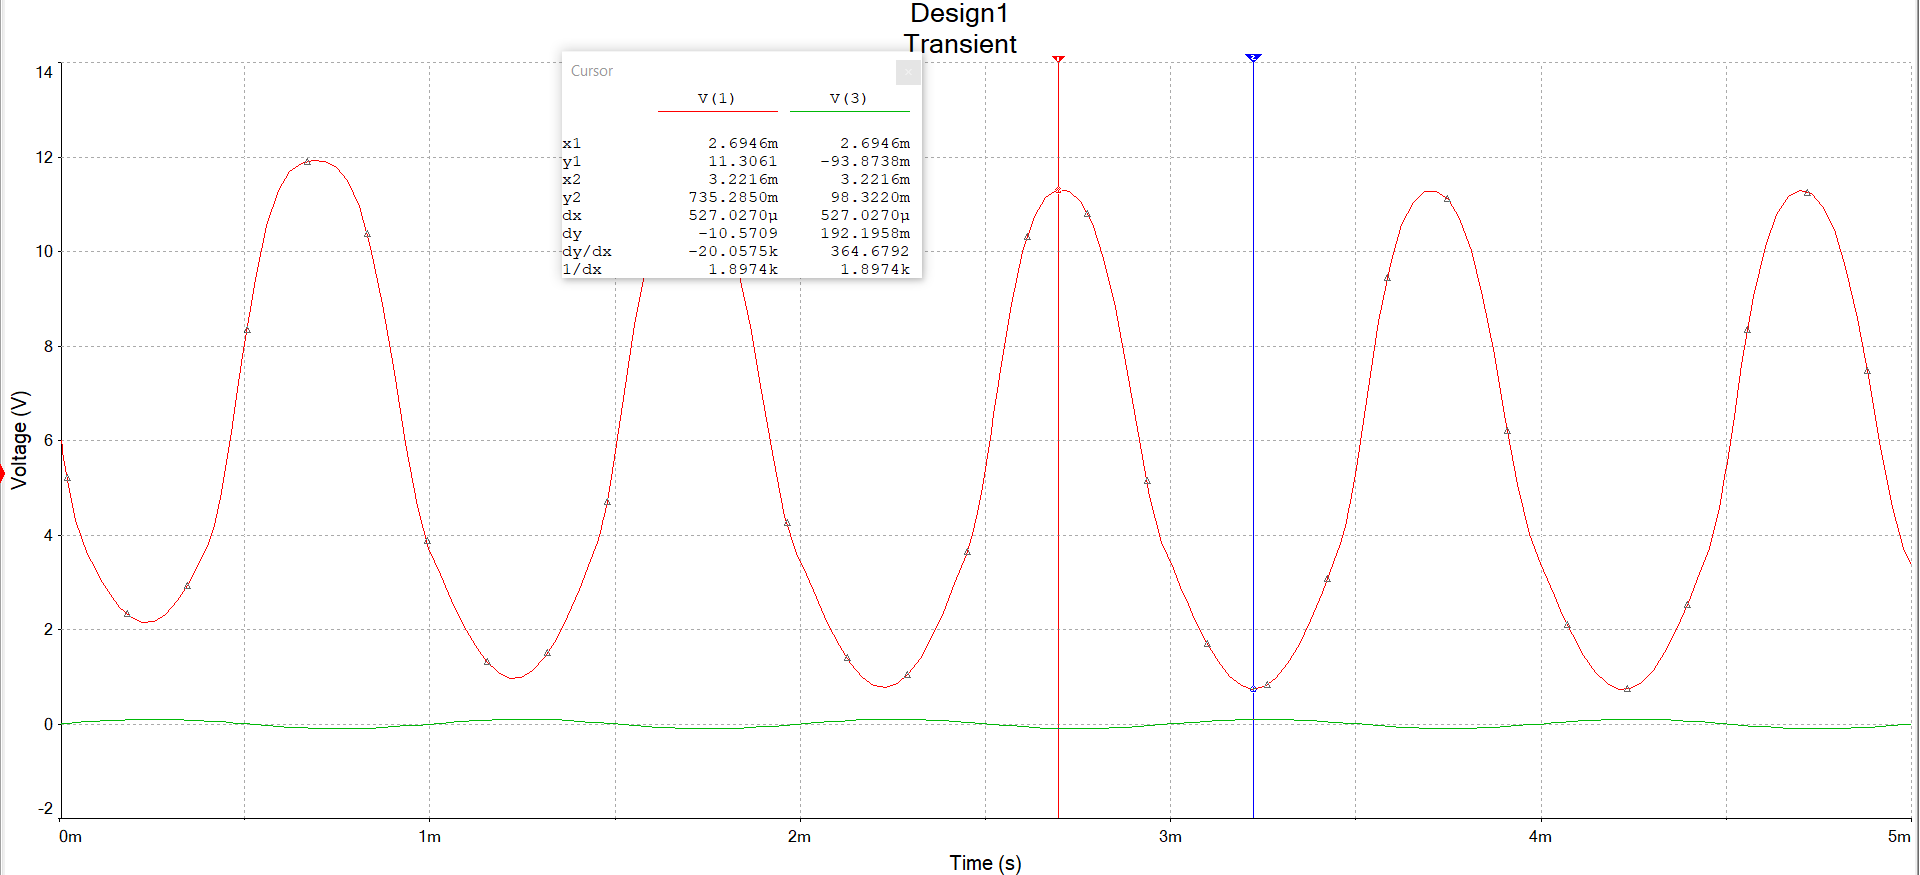 Design1
Transient
Cursor
V(1) V(3)
x1 2.6946m 2.6946m
y1 11.3061 -93.8738m
x2 3.2216m 3.2216m
y2 735.2850m 98.3220m
dx 527.0270µ 527.0270µ
dy -10.5709 192.1958m
dy/dx -20.0575k 364.6792
1/dx 1.8974k 1.8974k
1
2
14
12
10
8
6
4
2
0
-2
Voltage (V)
0m 1m 2m 3m 4m 5m
Time (s)